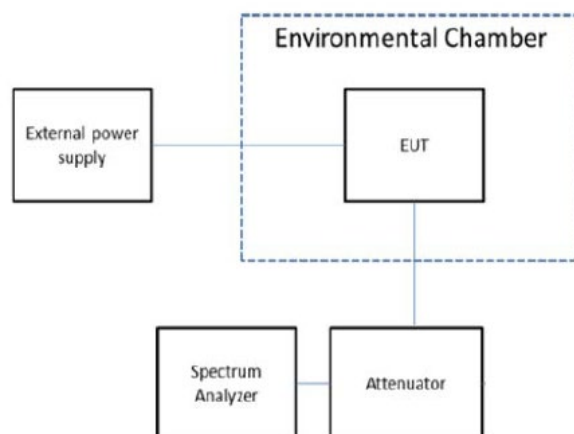 Environmental Chamber
External power
supply
EUT
Spectrum
Analyzer
Attenuator